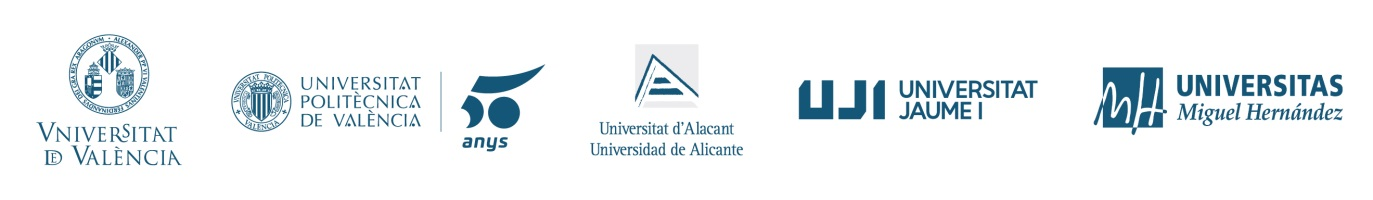 VNIVERSITAT
DE VALÈNCIA
UNIVERSITAT
POLITÈCNICA
DE VALÈNCIA
50
anys
Universitat d'Alacant
Universidad de Alicante
UJI
UNIVERSITAT
JAUME I
MH
UNIVERSITAS
Miguel Hernández